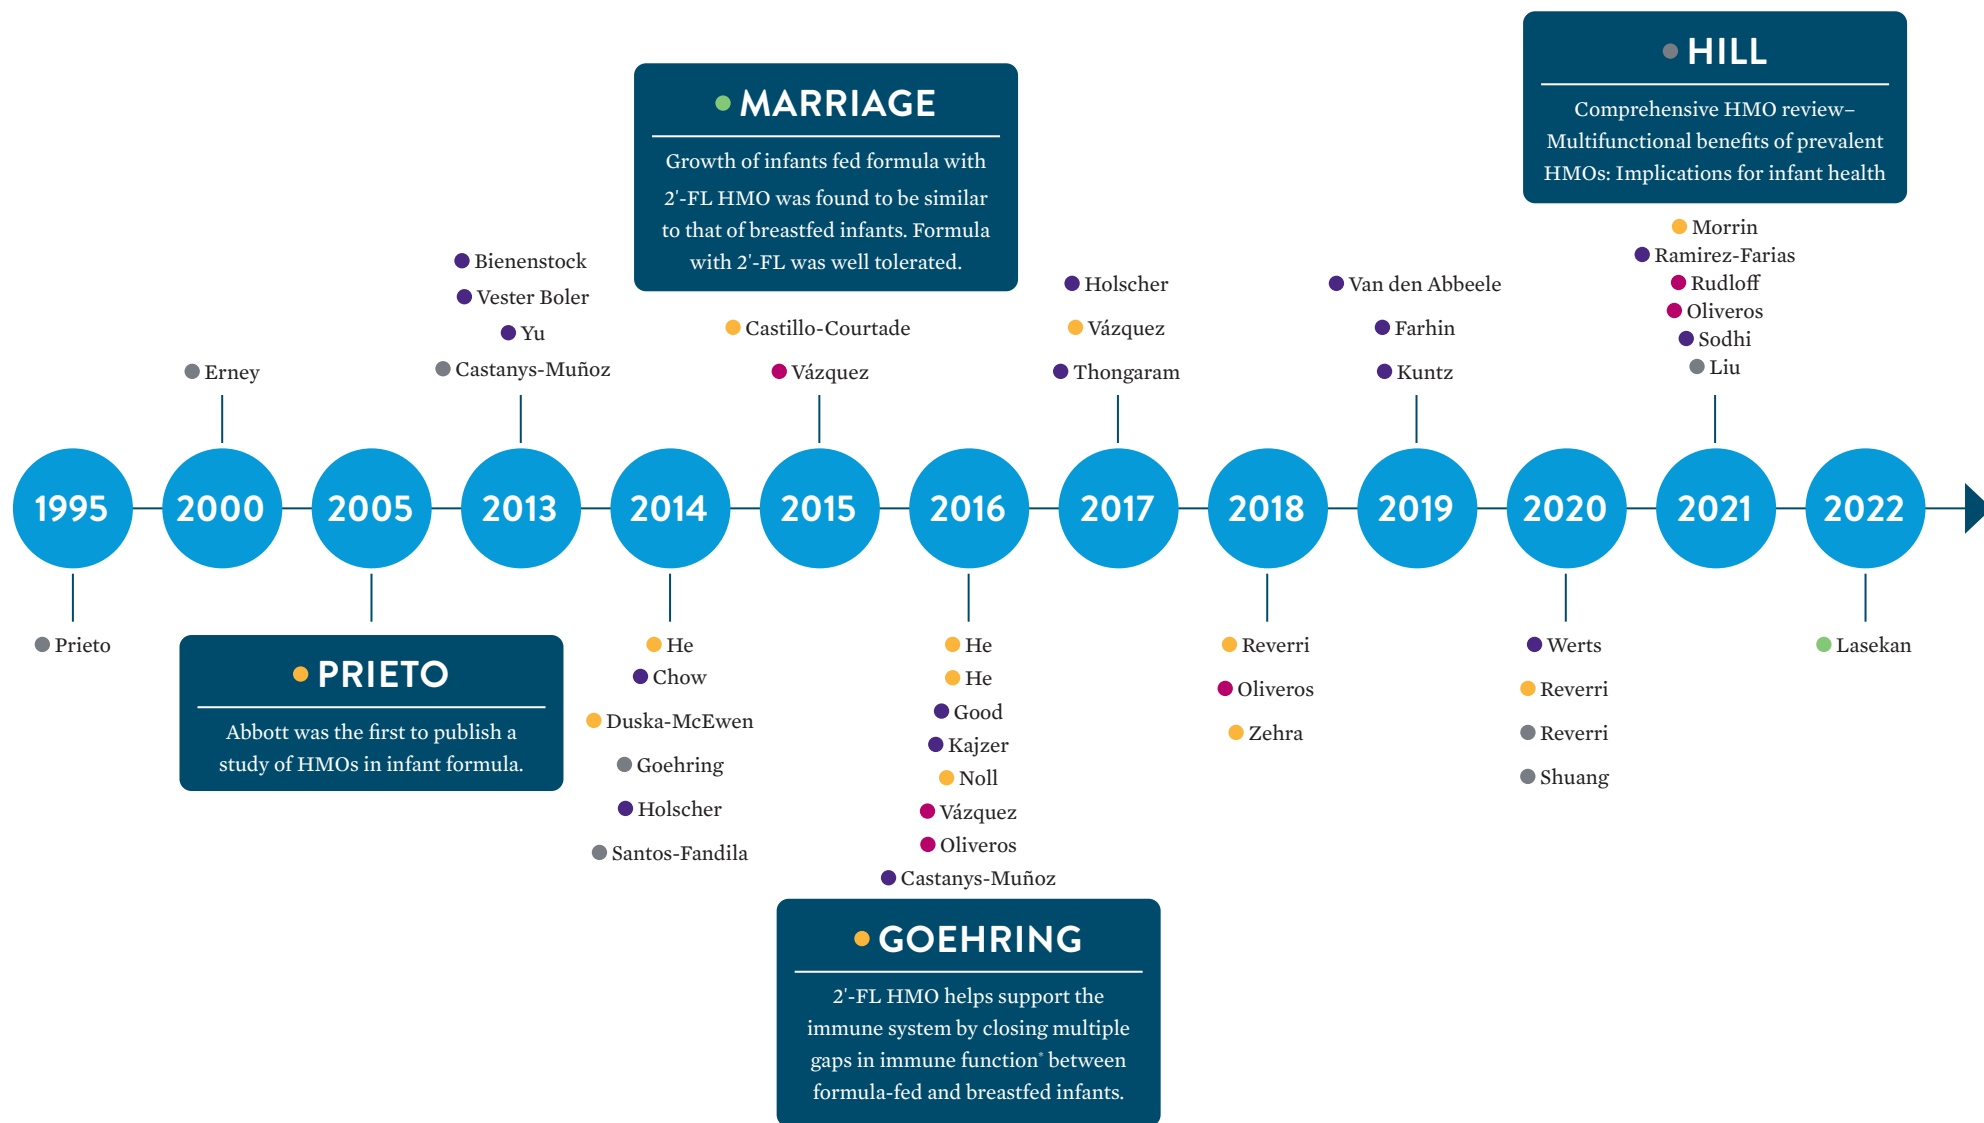 HILL
Comprehensive HMO review–
Multifunctional benefits of prevalent
HMOs: Implications for infant health
MARRIAGE
Growth of infants fed formula with
2'-FL HMO was found to be similar
to that of breastfed infants. Formula
with 2'-FL was well tolerated.
Erney
Bienenstock
Vester Boler
Yu
Castanys-Muñoz
Castillo-Courtade
Vázquez
Holscher
Vázquez
Thongaram
Van den Abbeele
Farhin
Kuntz
Morrin
Ramirez-Farias
Rudloff
Oliveros
Sodhi
Liu
1995 2000 2005 2013 2014 2015 2016 2017 2018 2019 2020 2021 2022
Prieto
PRIETO
Abbott was the first to publish a
study of HMOs in infant formula.
He
Chow
Duska-McEwen
Goehring
Holscher
Santos-Fandila
He
He
Good
Kajzer
Noll
Vázquez
Oliveros
Castanys-Muñoz
GOEHRING
2'-FL HMO helps support the
immune system by closing multiple
gaps in immune function* between
formula-fed and breastfed infants.
Reverri
Oliveros
Zehra
Werts
Reverri
Reverri
Shuang
Lasekan